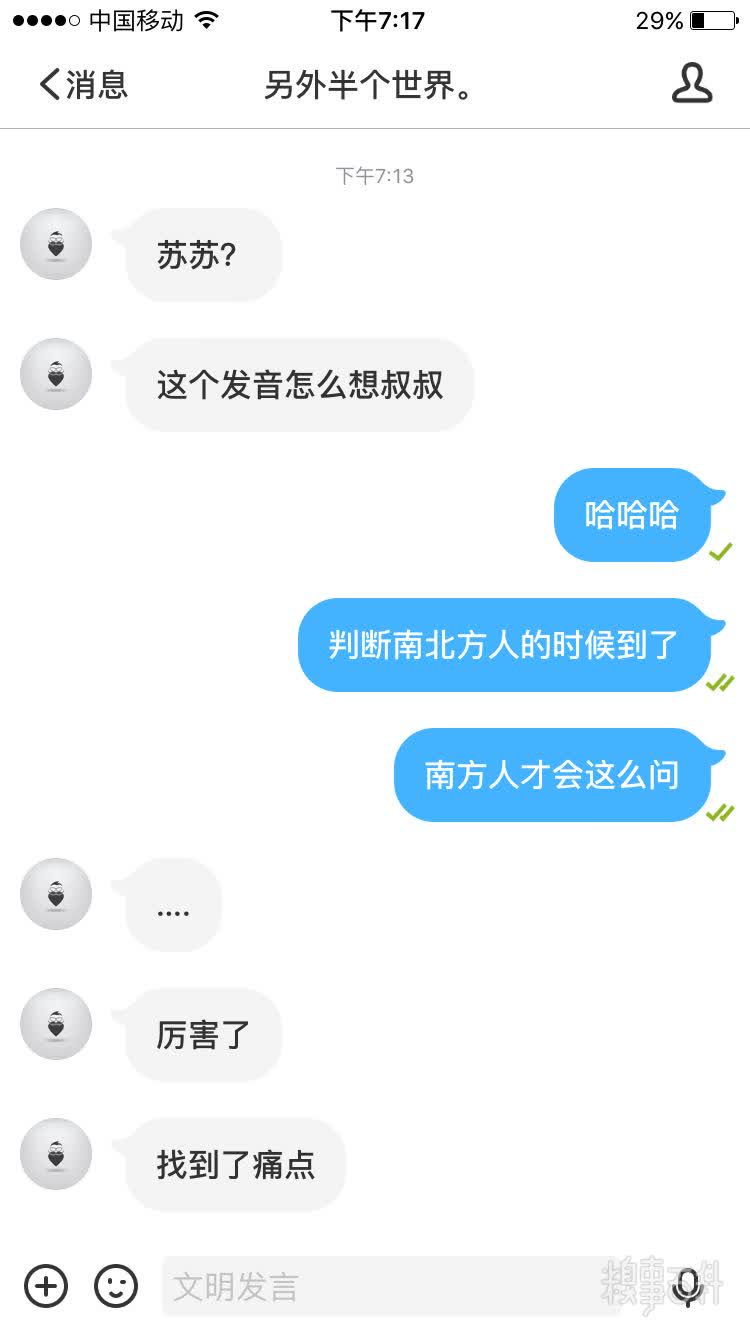 中国移动 下午7:17 29%
消息 另外半个世界。
下午7:13
苏苏?
这个发音怎么想叔叔
哈哈哈
判断南北方人的时候到了
南方人才会这么问
....
厉害了
找到了痛点
文明发言
糗事百科